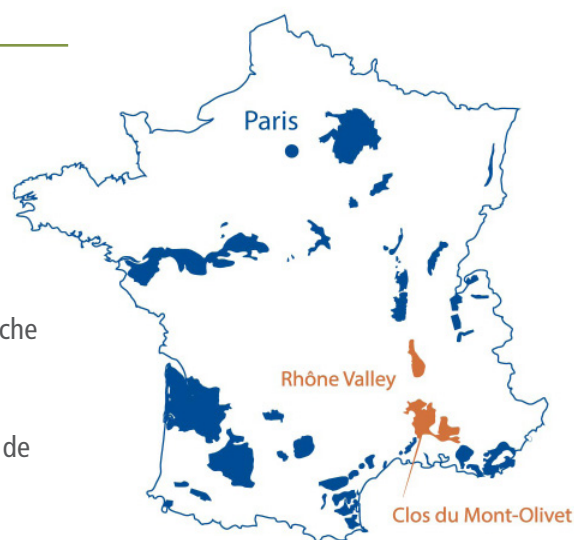 Paris
che
Rhône Valley
de
Clos du Mont-Olivet